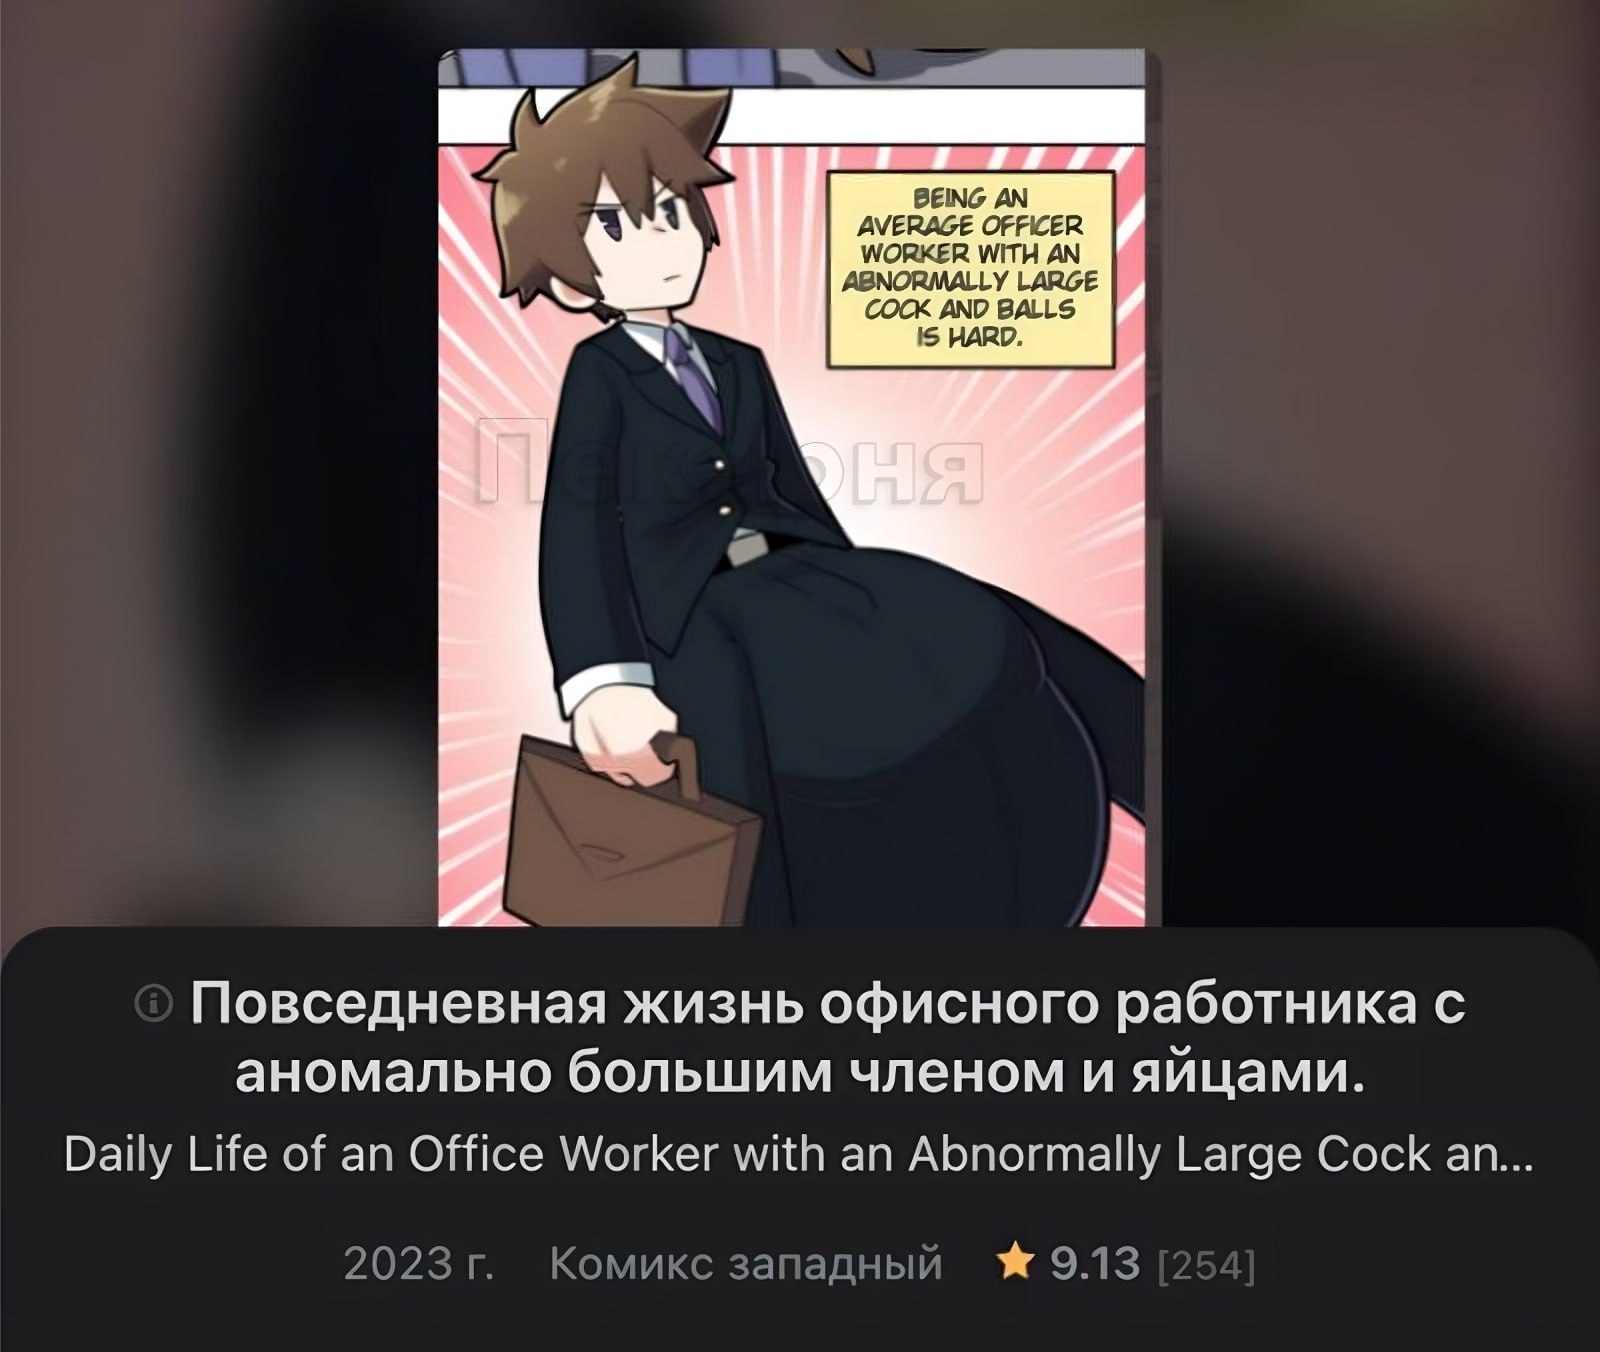 BEING AN
AVERAGE OFFICER
WORKER WITH AN
ABNORMALLY LARGE
COCK AND BALLS
IS HARD.
Повседневная жизнь офисного работника с
аномально большим членом и яйцами.
Daily Life of an Office Worker with an Abnormally Large Cock an...
2023 г. Комикс западный 9.13 [254]